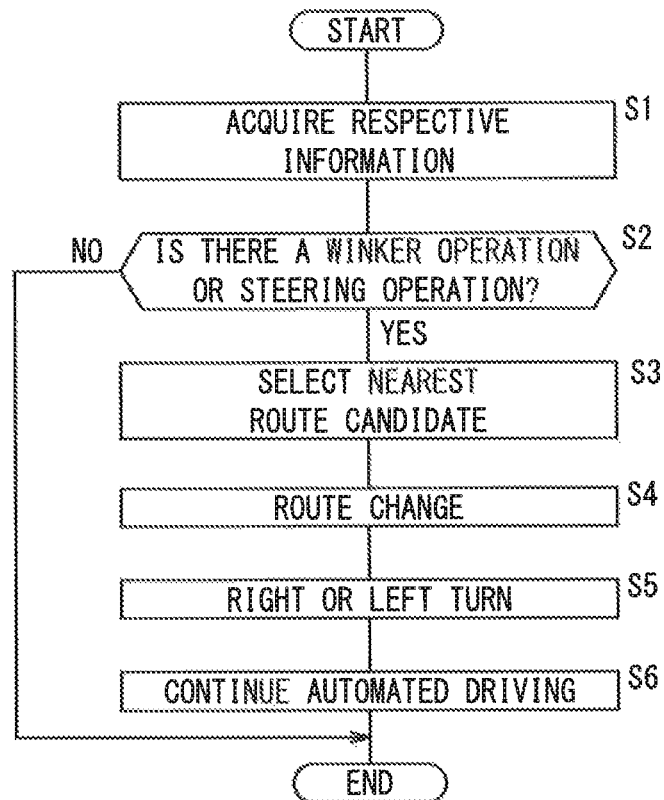 START
ACQUIRE RESPECTIVE
INFORMATION
S1
NO
IS THERE A WINKER OPERATION
OR STEERING OPERATION?
S2
YES
SELECT NEAREST
ROUTE CANDIDATE
S3
ROUTE CHANGE
S4
RIGHT OR LEFT TURN
S5
CONTINUE AUTOMATED DRIVING
S6
END